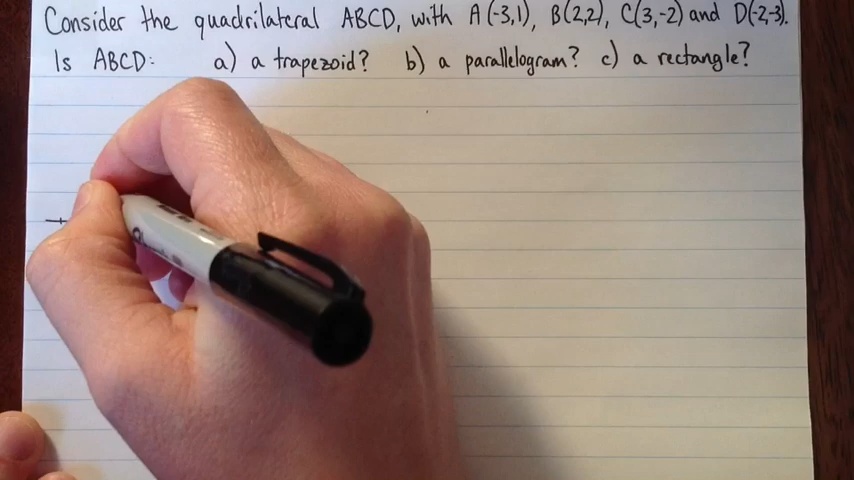 Consider the quadrilateral ABCD, with A(-3,1), B(2,2), C(3,-2) and D(-2,-3).
Is ABCD: a) a trapezoid? b) a parallelogram? c) a rectangle?